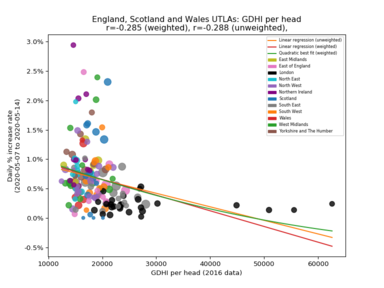 England, Scotland and Wales UTLAs: GDHI per head
r=-0.285 (weighted), r=-0.288 (unweighted),
Daily % increase rate
(2020-05-07 to 2020-05-14)
3.0%
2.5%
2.0%
1.5%
1.0%
0.5%
0.0%
-0.5%
Linear regression (unweighted)
Linear regression (weighted)
Quadratic best fit (weighted)
East Midlands
East of England
London
North East
North West
Northern Ireland
Scotland
South East
South West
Wales
West Midlands
Yorkshire and The Humber
10000
20000
30000
40000
50000
60000
GDHI per head (2016 data)